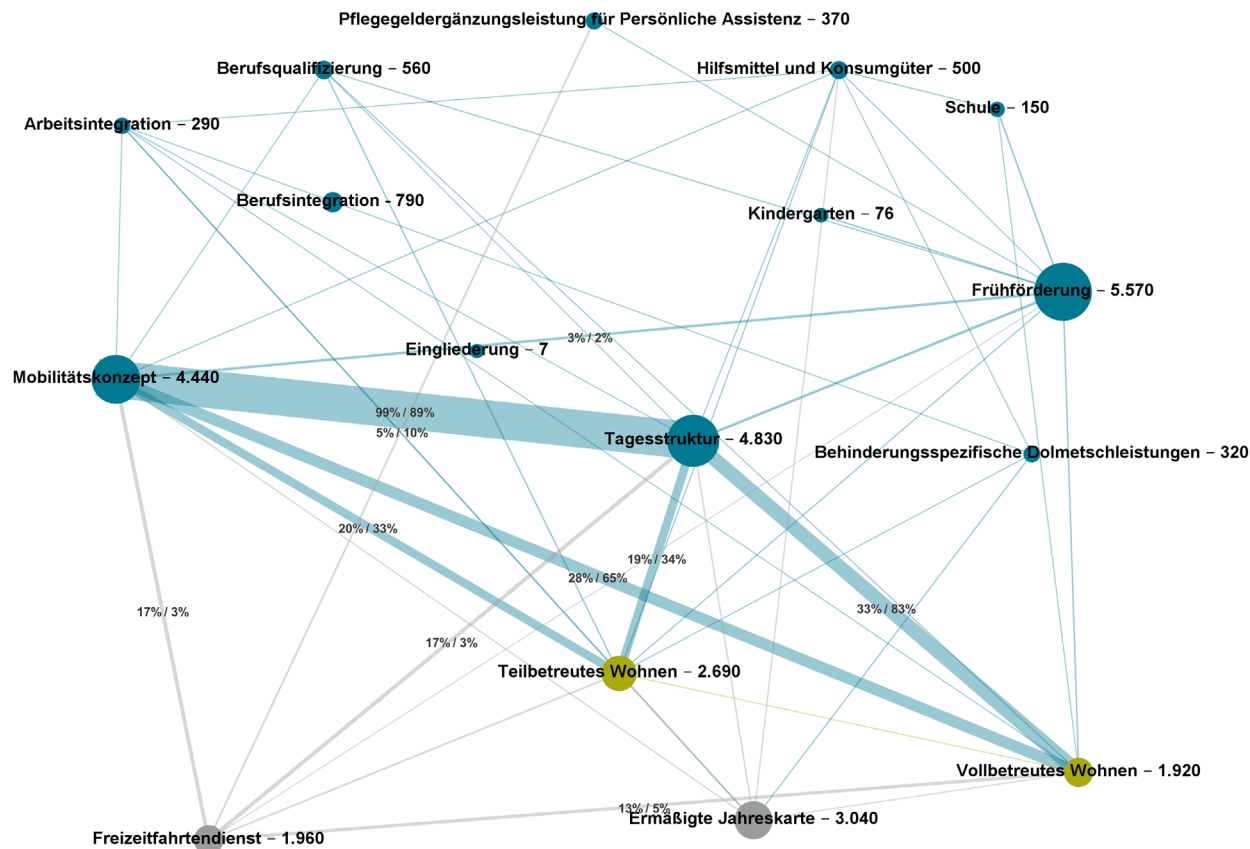 Pflegegeldergänzungsleistung für Persönliche Assistenz – 370
Berufsqualifizierung – 560
Hilfsmittel und Konsumgüter – 500
Schule – 150
Arbeitsintegration – 290
Berufsintegration - 790
Kindergarten – 76
Frühförderung – 5.570
3% / 2%
Eingliederung – 7
Mobilitätskonzept – 4.440
99% / 89%
5% / 10%
Tagesstruktur – 4.830
Behinderungsspezifische Dolmetschleistungen – 320
20% / 33%
19% / 34%
28% / 65%
33% / 83%
17% / 3%
17% / 3%
Teilbetreutes Wohnen – 2.690
Vollbetreutes Wohnen – 1.920
13% / 5%
Ermäßigte Jahreskarte – 3.040
Freizeitfahrtendienst – 1.960